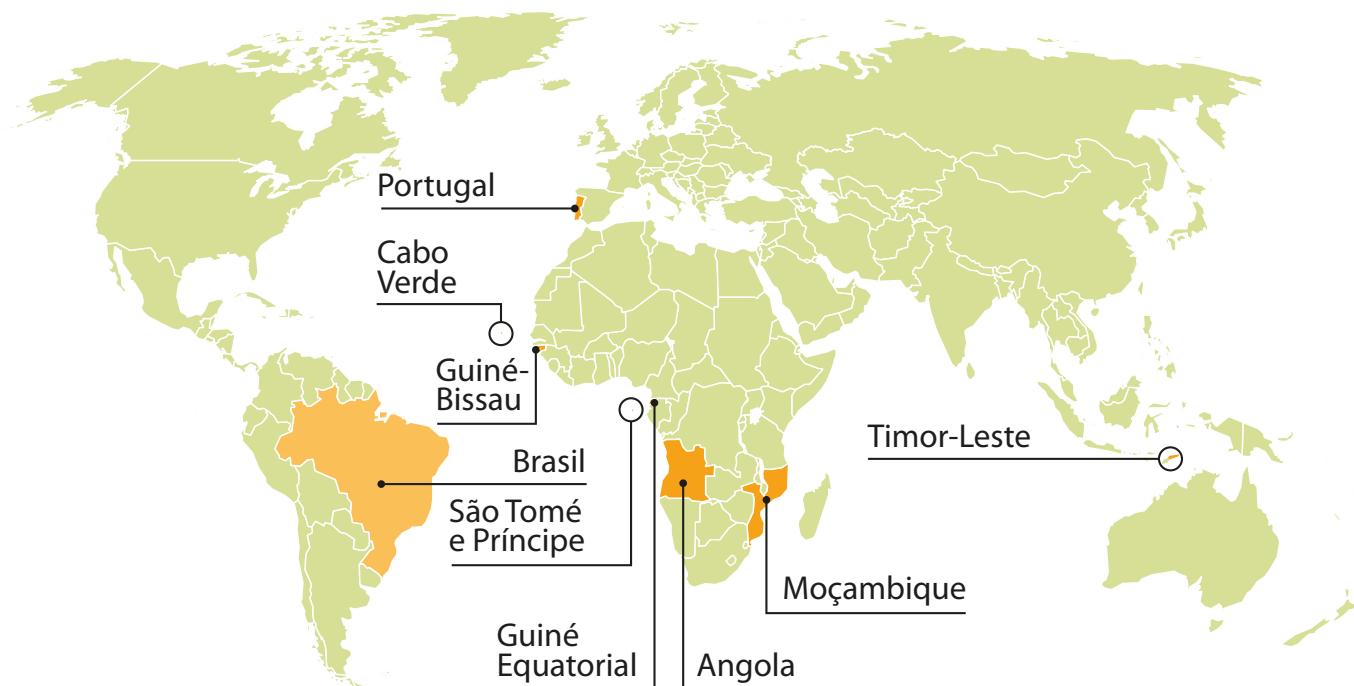 Portugal
Cabo
Verde
Guiné-
Bissau
Brasil
São Tomé
e Príncipe
Guiné
Equatorial
Angola
Moçambique
Timor-Leste